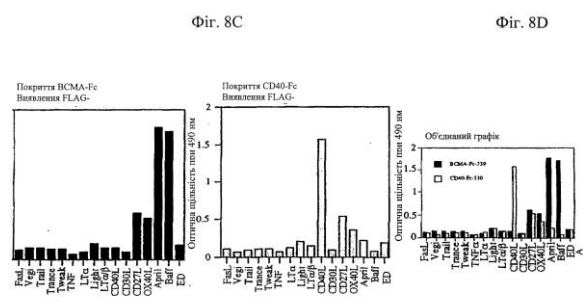 Фіг. 8C
Фіг. 8D
Покриття BCMA-Fc
Виявлення FLAG-
FasL
Vegi
Trail
Trance
Tweak
TNF
LTα
Light
LTα/β
CD40L
CD30L
CD27L
OX40L
April
Baff
ED
Покриття CD40-Fc
Виявлення FLAG-
2
1.5
1
0.5
0
FasL
Vegi
Trail
Trance
Tweak
TNF
LTα
Light
LTα/β
CD40L
CD30L
CD27L
OX40L
April
Baff
ED
Оптична щільність при 490 нм
Об'єднаний графік
BCMA-Fc-739
CD40-Fc-510
Оптична щільність при 490 нм
2
1.5
1
0.5
0
FasL
Vegi
Trail
Trance
Tweak
TNF
LTα
Light
LTα/β
CD40L
CD30L
CD27L
OX40L
April
Baff
ED
A